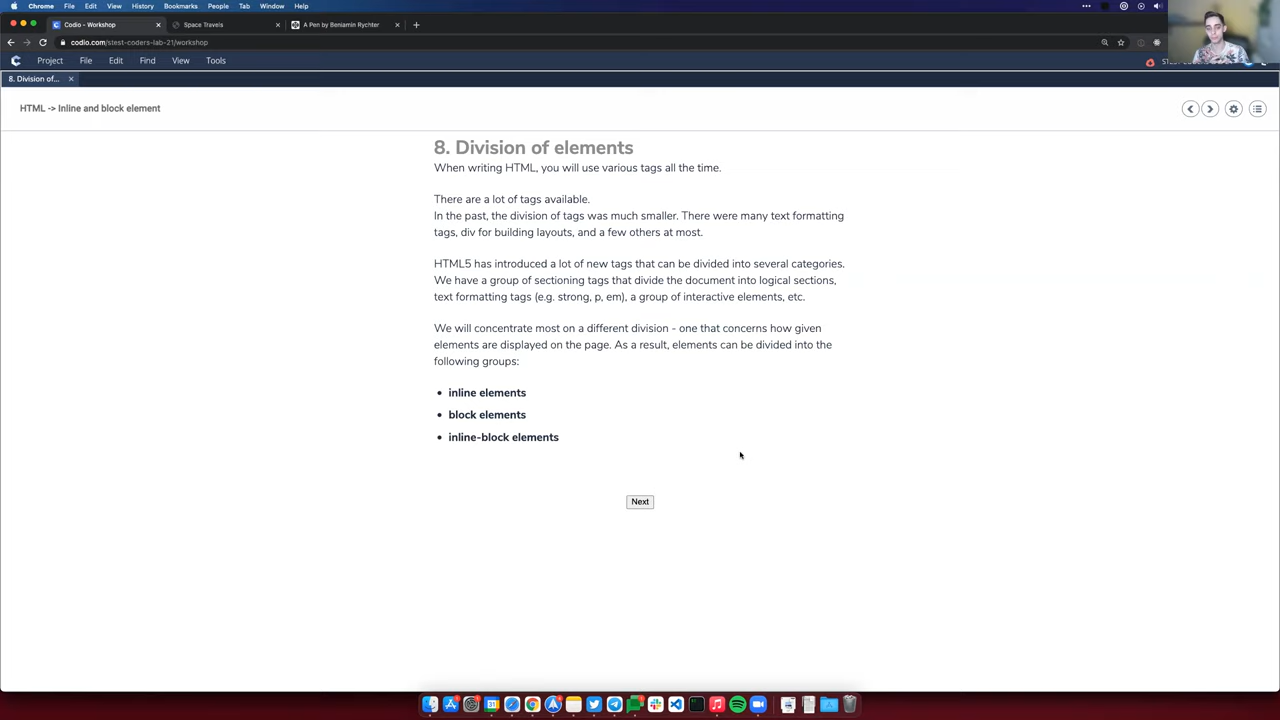 Chrome File Edit View History Bookmarks People Tab Window Help
Codio - Workshop
Space Travels
A Pen by Beniamin Rychter
codio.com/stest-coders-lab-21/workshop
Project File Edit Find View Tools
8. Division of...
HTML -> Inline and block element
8. Division of elements
When writing HTML, you will use various tags all the time.
There are a lot of tags available.
In the past, the division of tags was much smaller. There were many text formatting
tags, div for building layouts, and a few others at most.
HTML5 has introduced a lot of new tags that can be divided into several categories.
We have a group of sectioning tags that divide the document into logical sections,
text formatting tags (e.g. strong, p, em), a group of interactive elements, etc.
We will concentrate most on a different division - one that concerns how given
elements are displayed on the page. As a result, elements can be divided into the
following groups:
• inline elements
• block elements
• inline-block elements
Next